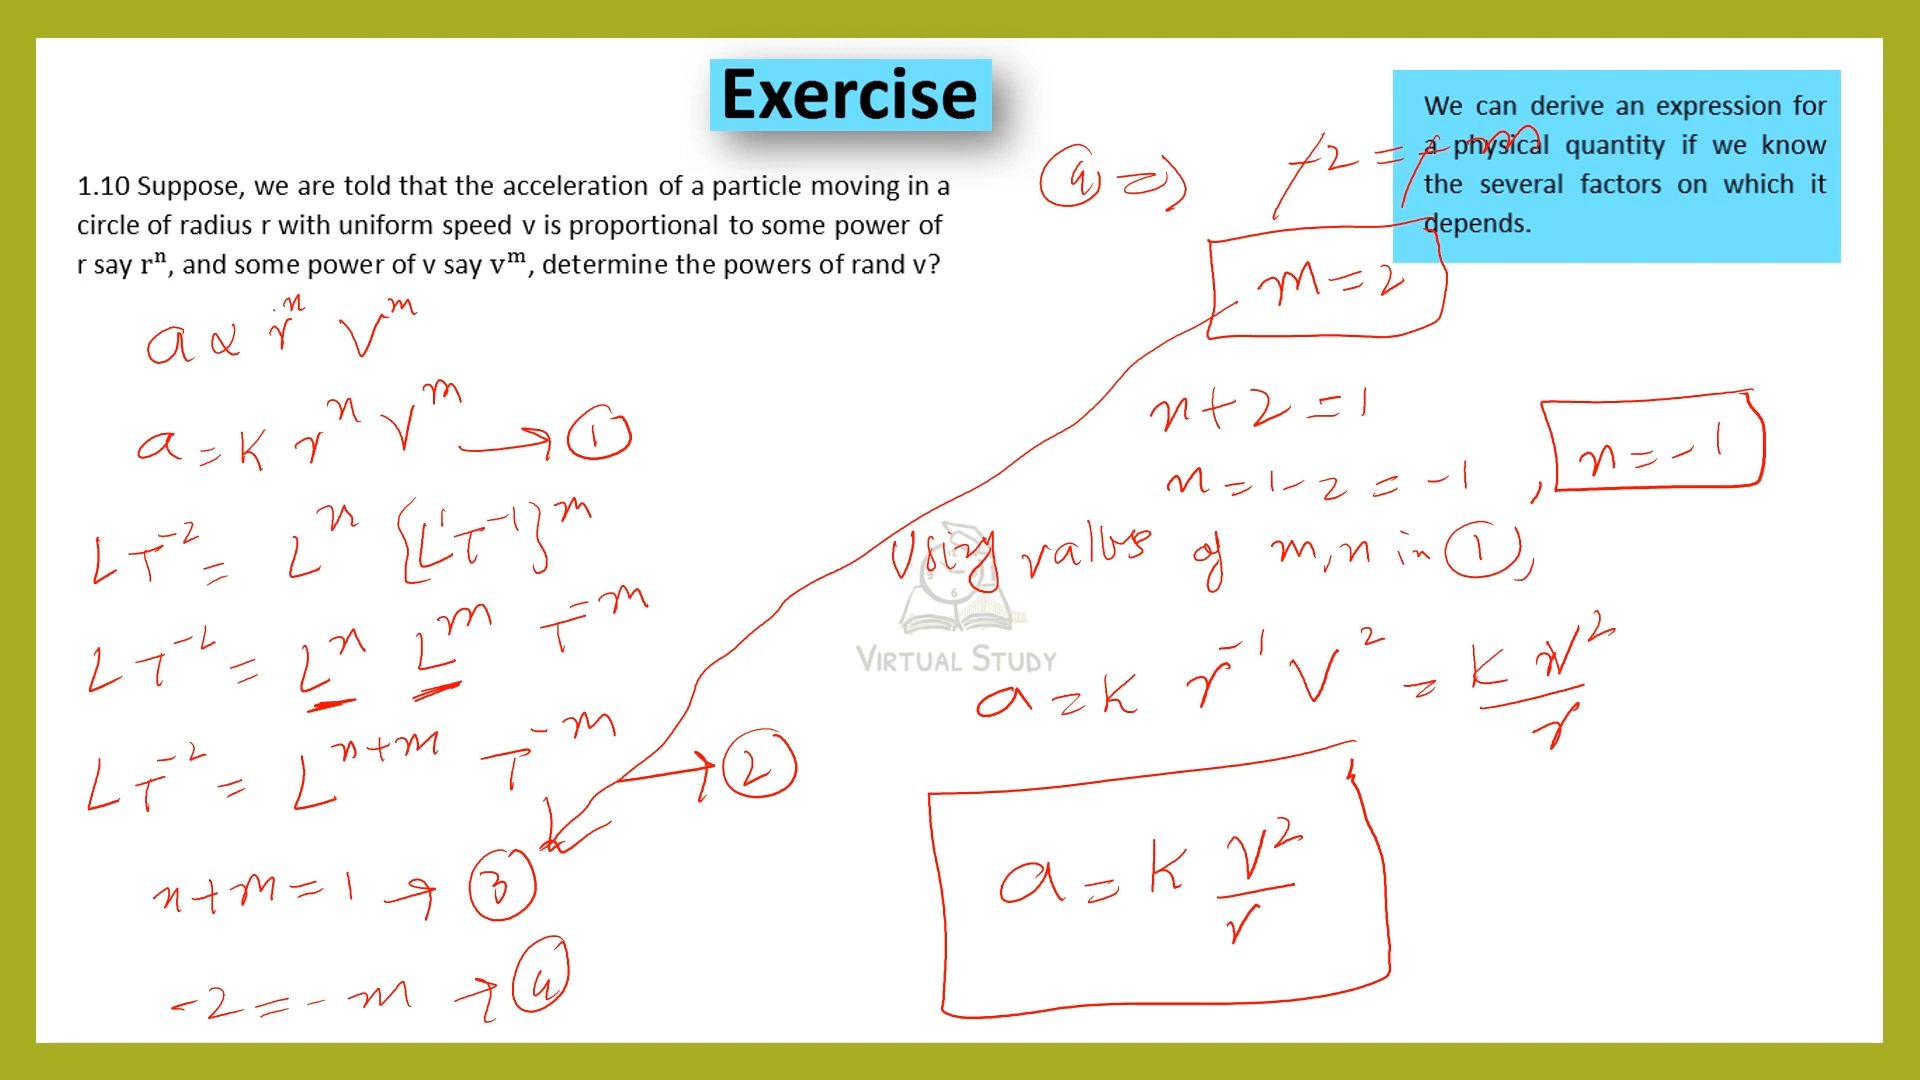 Exercise
We can derive an expression for
a physical quantity if we know
the several factors on which it
depends.
1.10 Suppose, we are told that the acceleration of a particle moving in a
circle of radius r with uniform speed v is proportional to some power of
r say rⁿ, and some power of v say vᵐ, determine the powers of rand v?
a ∝ rⁿ vᵐ
a = K rⁿ vᵐ → ①
LT⁻² = Lⁿ {L¹T⁻¹}ᵐ
LT⁻² = Lⁿ Lᵐ T⁻ᵐ
LT⁻² = Lⁿ⁺ᵐ T⁻ᵐ → ②
n+m=1 → ③
-2=-m → ④
④ ⇒ -2=-m
m=2
n+2=1
n=1-2=-1, n=-1
Using values of m,n in ①,
a=K r⁻¹ v² = K v²/r
a=K v²/r
VIRTUAL STUDY